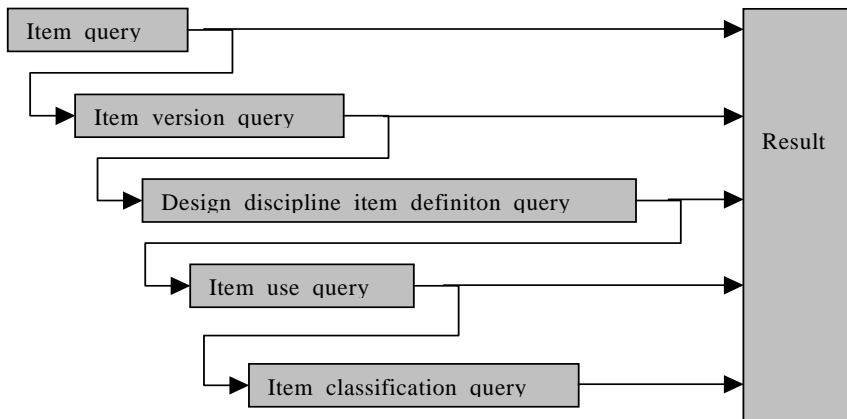 Item query
Item version query
Result
Design discipline item definiton query
Item use query
Item classification query